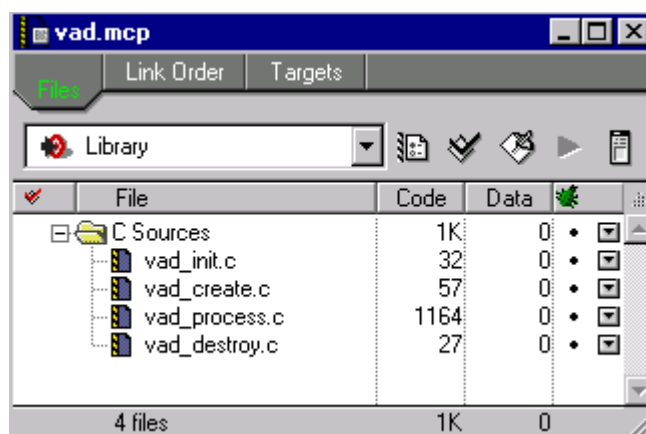 vad.mcp
Files Link Order Targets
Library
File Code Data
C Sources 1K 0
vad_init.c 32 0
vad_create.c 57 0
vad_process.c 1164 0
vad_destroy.c 27 0
4 files 1K 0